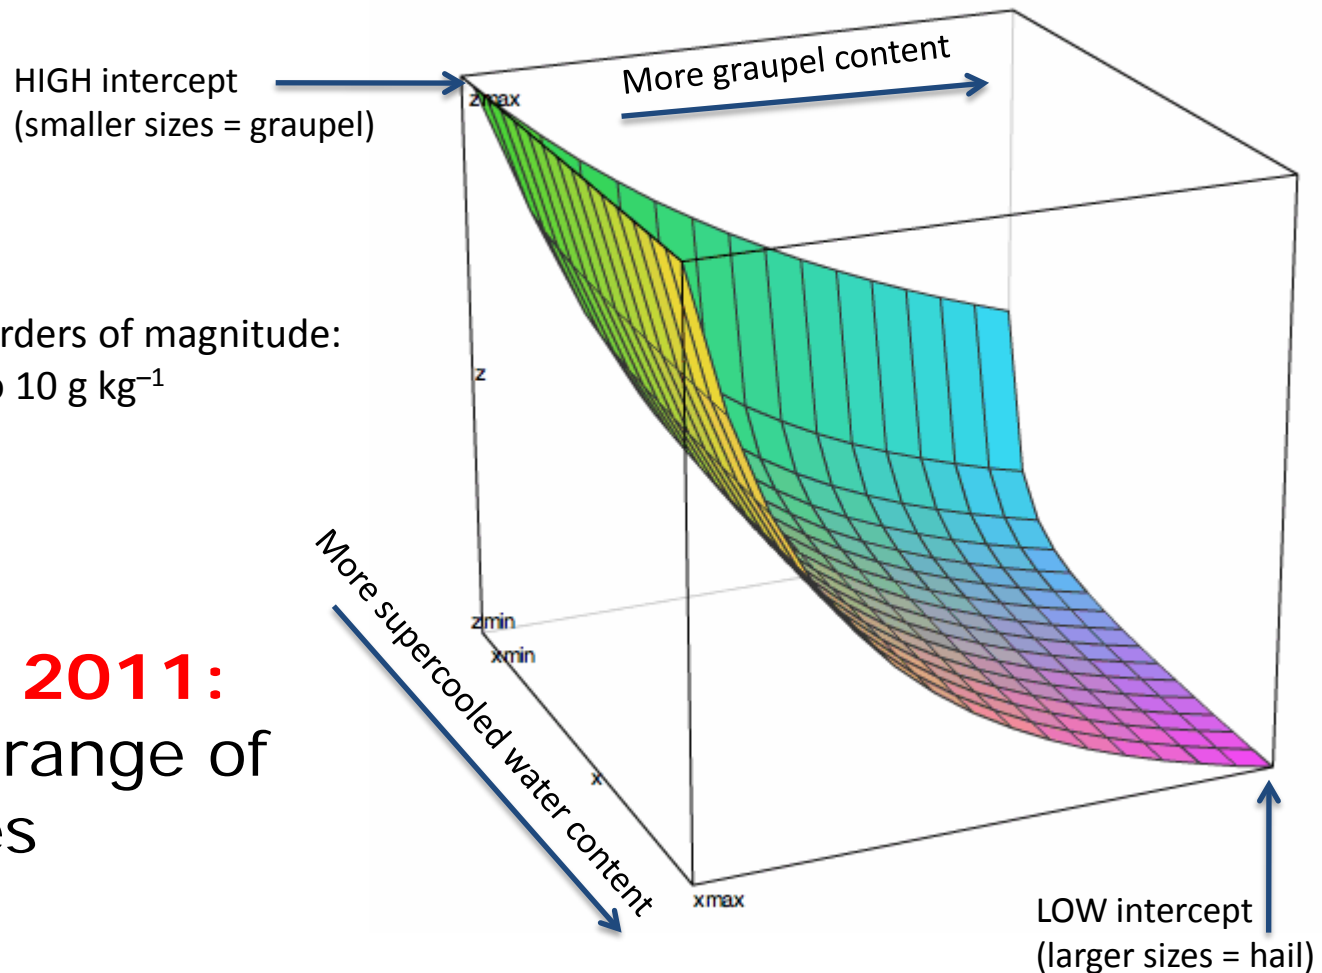 HIGH intercept
(smaller sizes = graupel)
zmax
More graupel content
rders of magnitude:
10 g kg⁻¹
z
More supercooled water content
zmin
xmin
x
2011:
range of
es
xmax
LOW intercept
(larger sizes = hail)